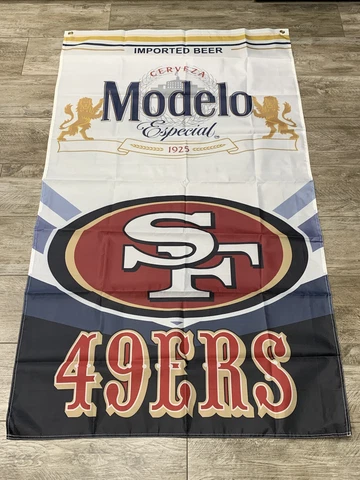 IMPORTED BEER
CERVEZA
Modelo
Especial
1925
SF
49ERS